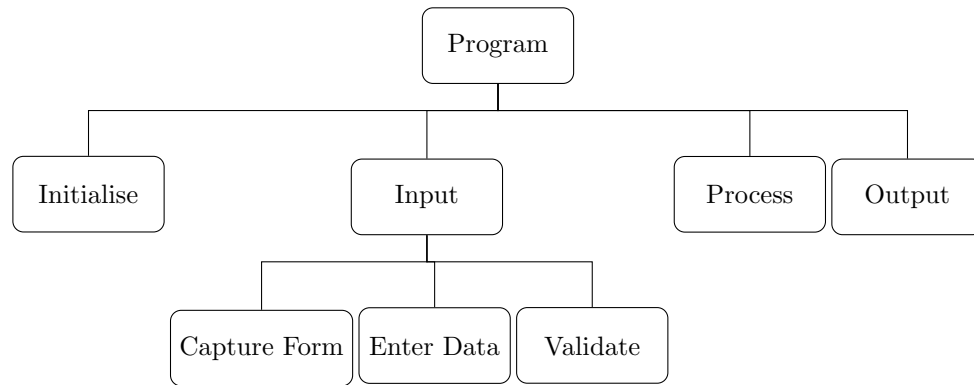 Program
Initialise
Input
Process
Output
Capture Form
Enter Data
Validate